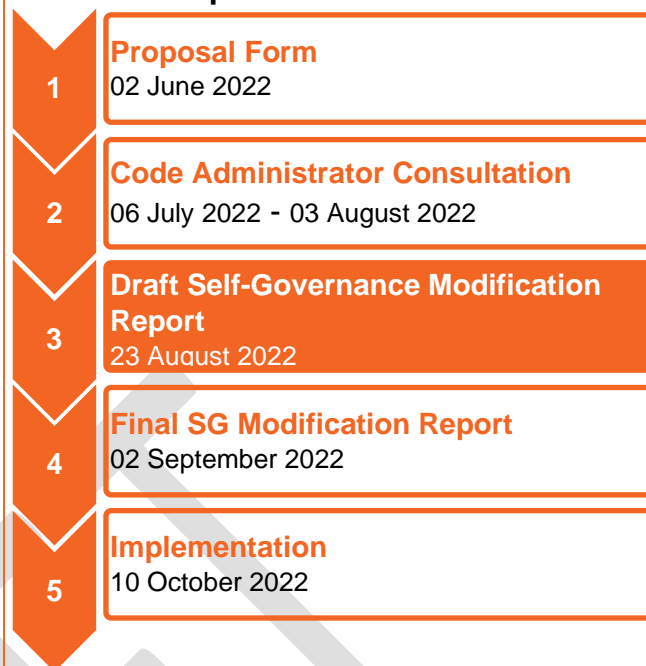 1
Proposal Form
02 June 2022
2
Code Administrator Consultation
06 July 2022 - 03 August 2022
3
Draft Self-Governance Modification
Report
23 August 2022
4
Final SG Modification Report
02 September 2022
5
Implementation
10 October 2022